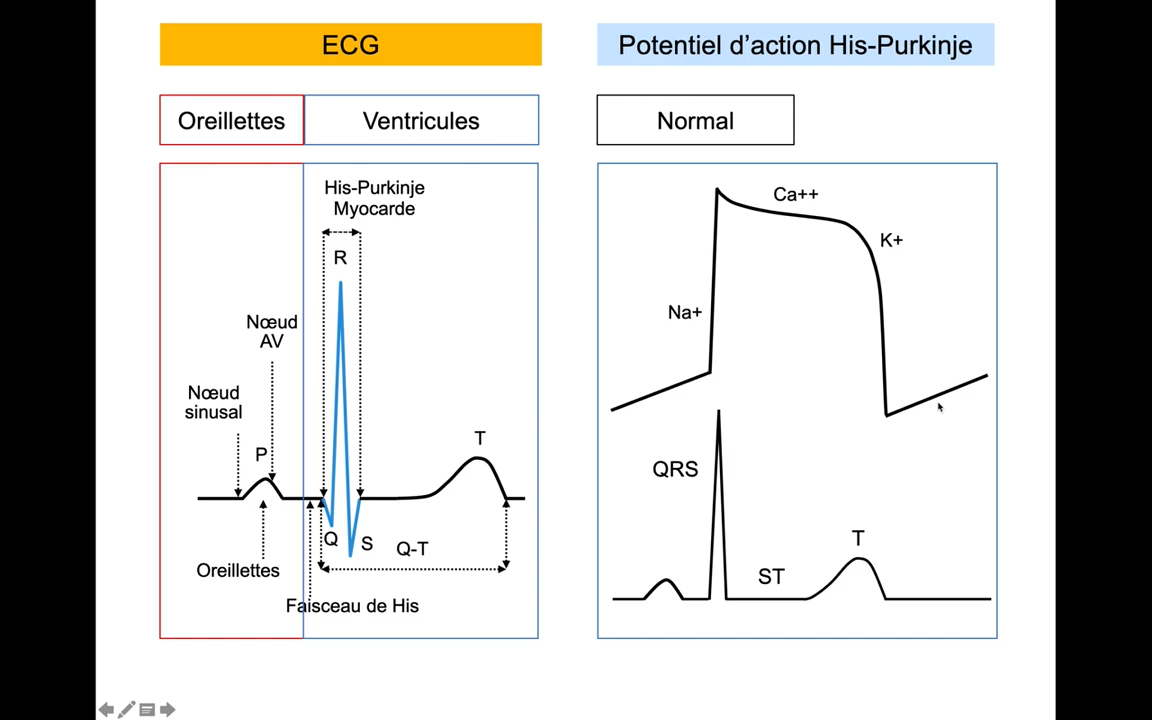 ECG
Potentiel d’action His-Purkinje
Oreillettes
Ventricules
Normal
His-Purkinje
Myocarde
R
Nœud
AV
Nœud
sinusal
P
T
Q
S
Q-T
Oreillettes
Faisceau de His
Ca++
K+
Na+
QRS
T
ST